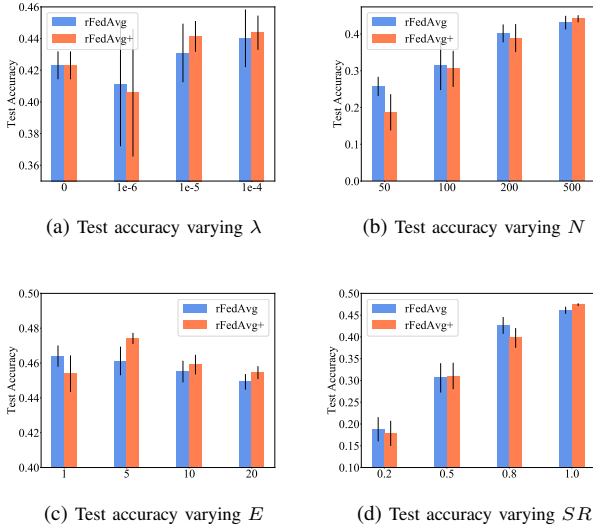 0.46
0.44
0.42
0.40
0.38
0.36
Test Accuracy
rFedAvg
rFedAvg+
0 1e-6 1e-5 1e-4
(a) Test accuracy varying λ
0.4
0.3
0.2
0.1
0.0
Test Accuracy
rFedAvg
rFedAvg+
50 100 200 500
(b) Test accuracy varying N
0.50
0.48
0.46
0.44
0.42
0.40
Test Accuracy
rFedAvg
rFedAvg+
1 5 10 20
(c) Test accuracy varying E
0.50
0.45
0.40
0.35
0.30
0.25
0.20
0.15
0.10
Test Accuracy
rFedAvg
rFedAvg+
0.2 0.5 0.8 1.0
(d) Test accuracy varying SR